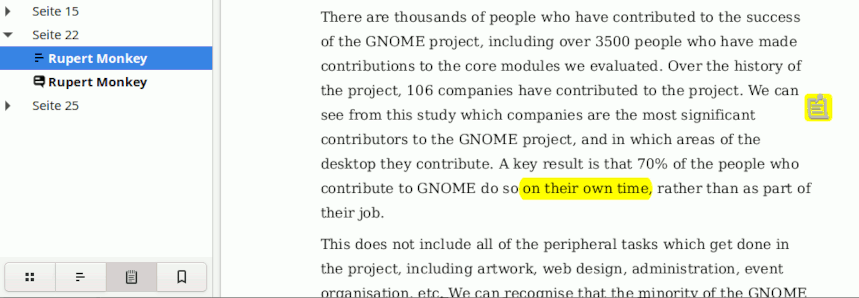 Seite 15
Seite 22
Rupert Monkey
Rupert Monkey
Seite 25
There are thousands of people who have contributed to the success
of the GNOME project, including over 3500 people who have made
contributions to the core modules we evaluated. Over the history of
the project, 106 companies have contributed to the project. We can
see from this study which companies are the most significant
contributors to the GNOME project, and in which areas of the
desktop they contribute. A key result is that 70% of the people who
contribute to GNOME do so on their own time, rather than as part of
their job.
This does not include all of the peripheral tasks which get done in
the project, including artwork, web design, administration, event
organisation, etc. We can recognise that the minority of the GNOME